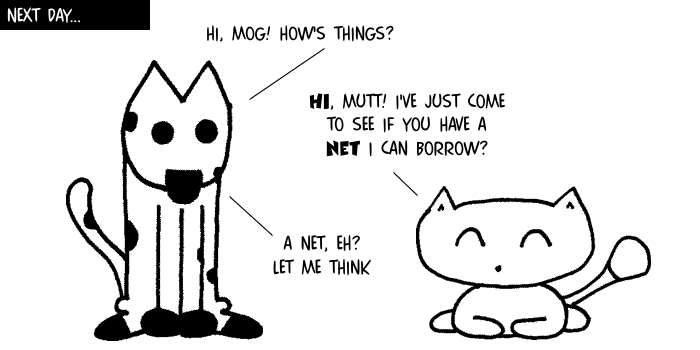 NEXT DAY...
HI, MOG! HOW'S THINGS?
HI, MUTT! I'VE JUST COME
TO SEE IF YOU HAVE A
NET I CAN BORROW?
A NET, EH?
LET ME THINK